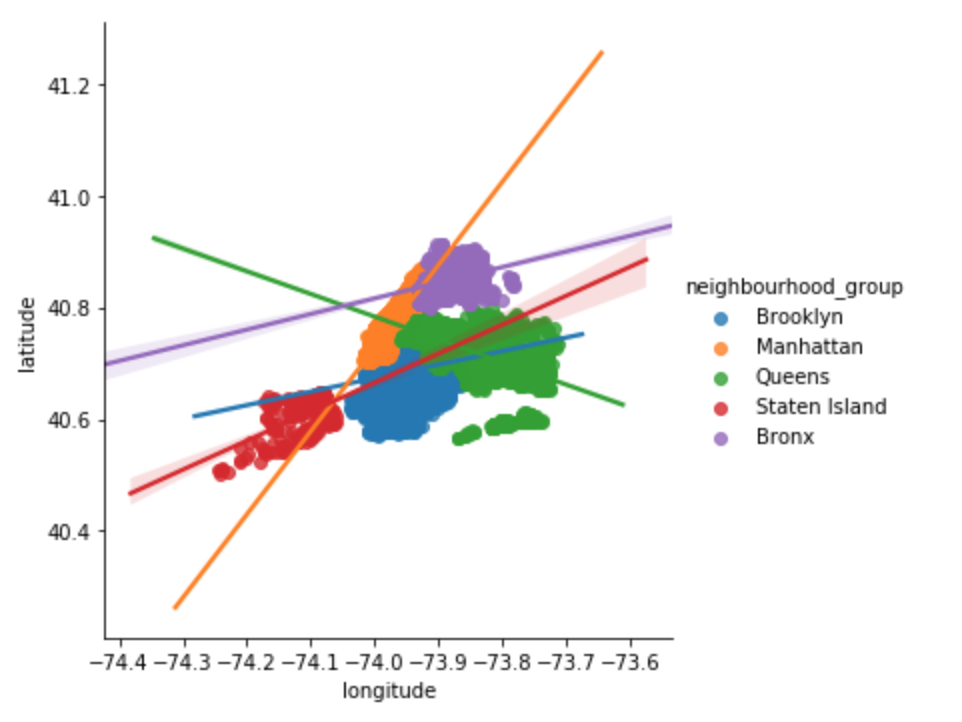 41.2
41.0
40.8
40.6
40.4
latitude
−74.4 −74.3 −74.2 −74.1 −74.0 −73.9 −73.8 −73.7 −73.6
longitude
neighbourhood_group
Brooklyn
Manhattan
Queens
Staten Island
Bronx